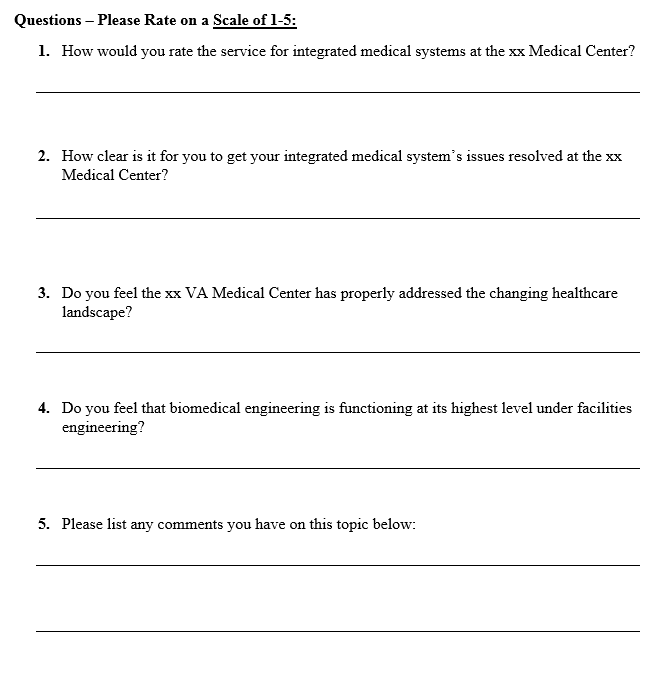 Questions – Please Rate on a Scale of 1-5:
1. How would you rate the service for integrated medical systems at the xx Medical Center?
2. How clear is it for you to get your integrated medical system's issues resolved at the xx
Medical Center?
3. Do you feel the xx VA Medical Center has properly addressed the changing healthcare
landscape?
4. Do you feel that biomedical engineering is functioning at its highest level under facilities
engineering?
5. Please list any comments you have on this topic below: